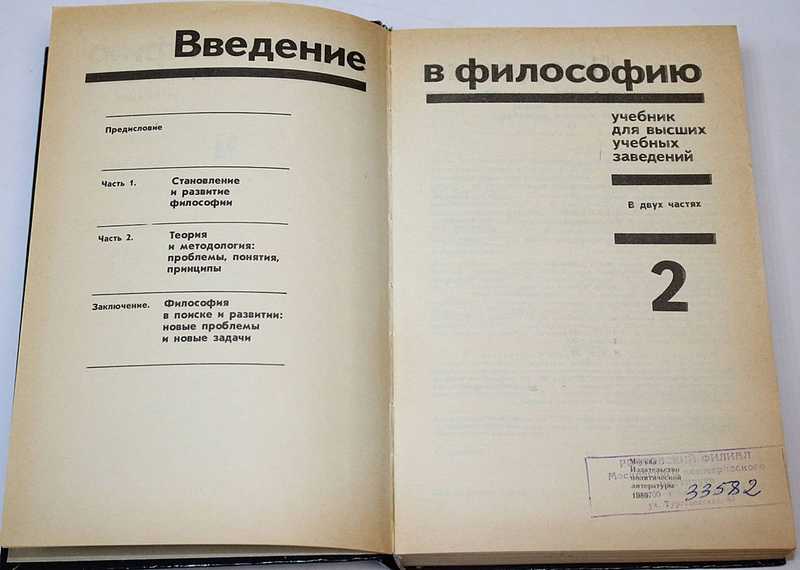 Введение
Предисловие
Часть 1. Становление
и развитие
философии
Часть 2. Теория
и методология:
проблемы, понятия,
принципы
Заключение. Философия
в поиске и развитии:
новые проблемы
и новые задачи
в философию
учебник
для высших
учебных
заведений
В двух частях
2
ФИЛИАЛ
Москва
Издательство
политической
литературы
1989
33582